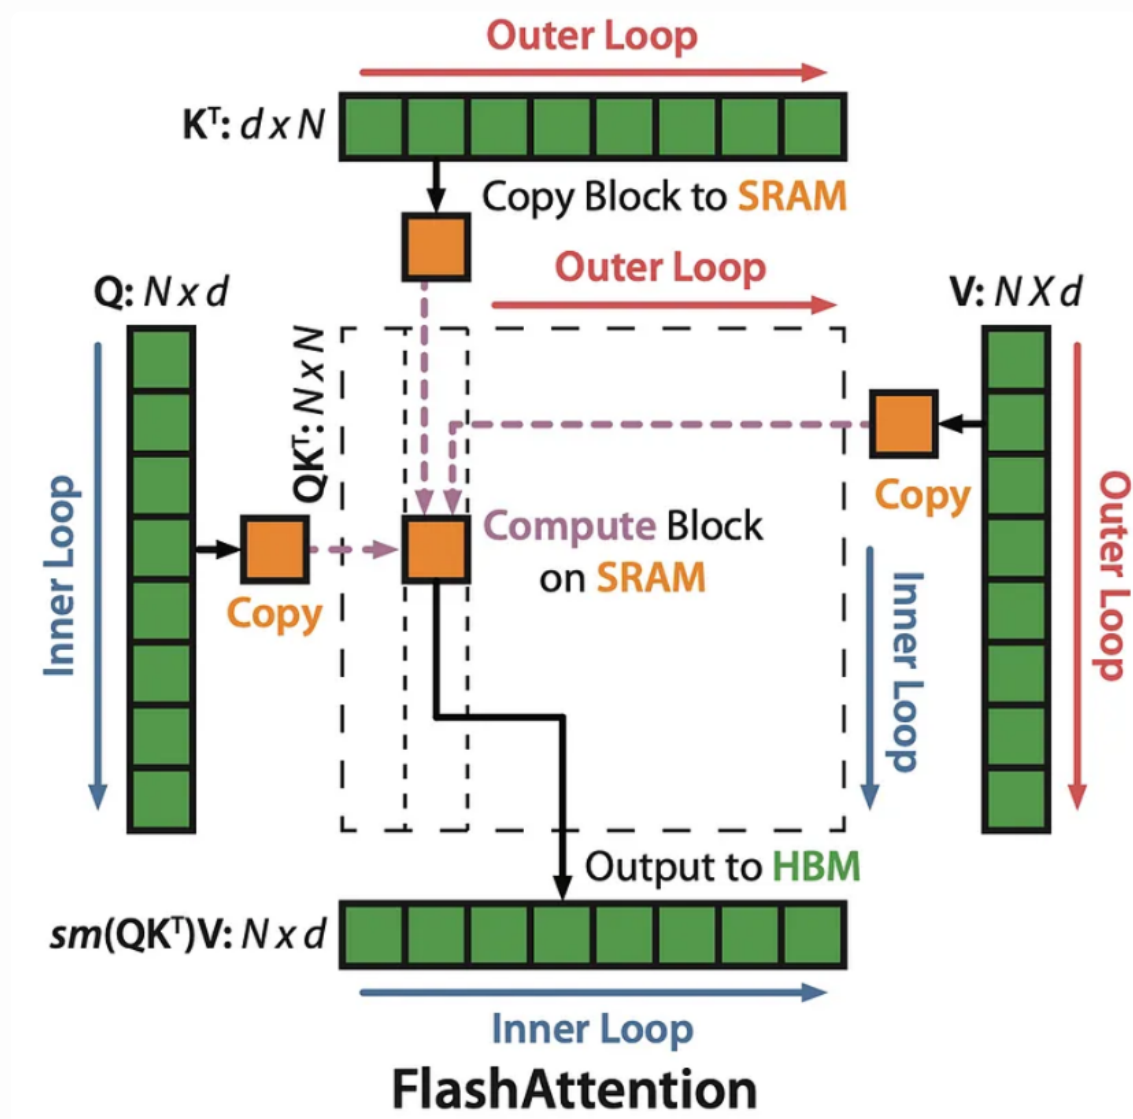 Outer Loop
Kᵀ: d x N
Copy Block to SRAM
Outer Loop
Q: N x d
V: N X d
QKᵀ: N x N
Copy
Compute Block
on SRAM
Copy
Inner Loop
Inner Loop
Outer Loop
Output to HBM
sm(QKᵀ)V: N x d
Inner Loop
FlashAttention